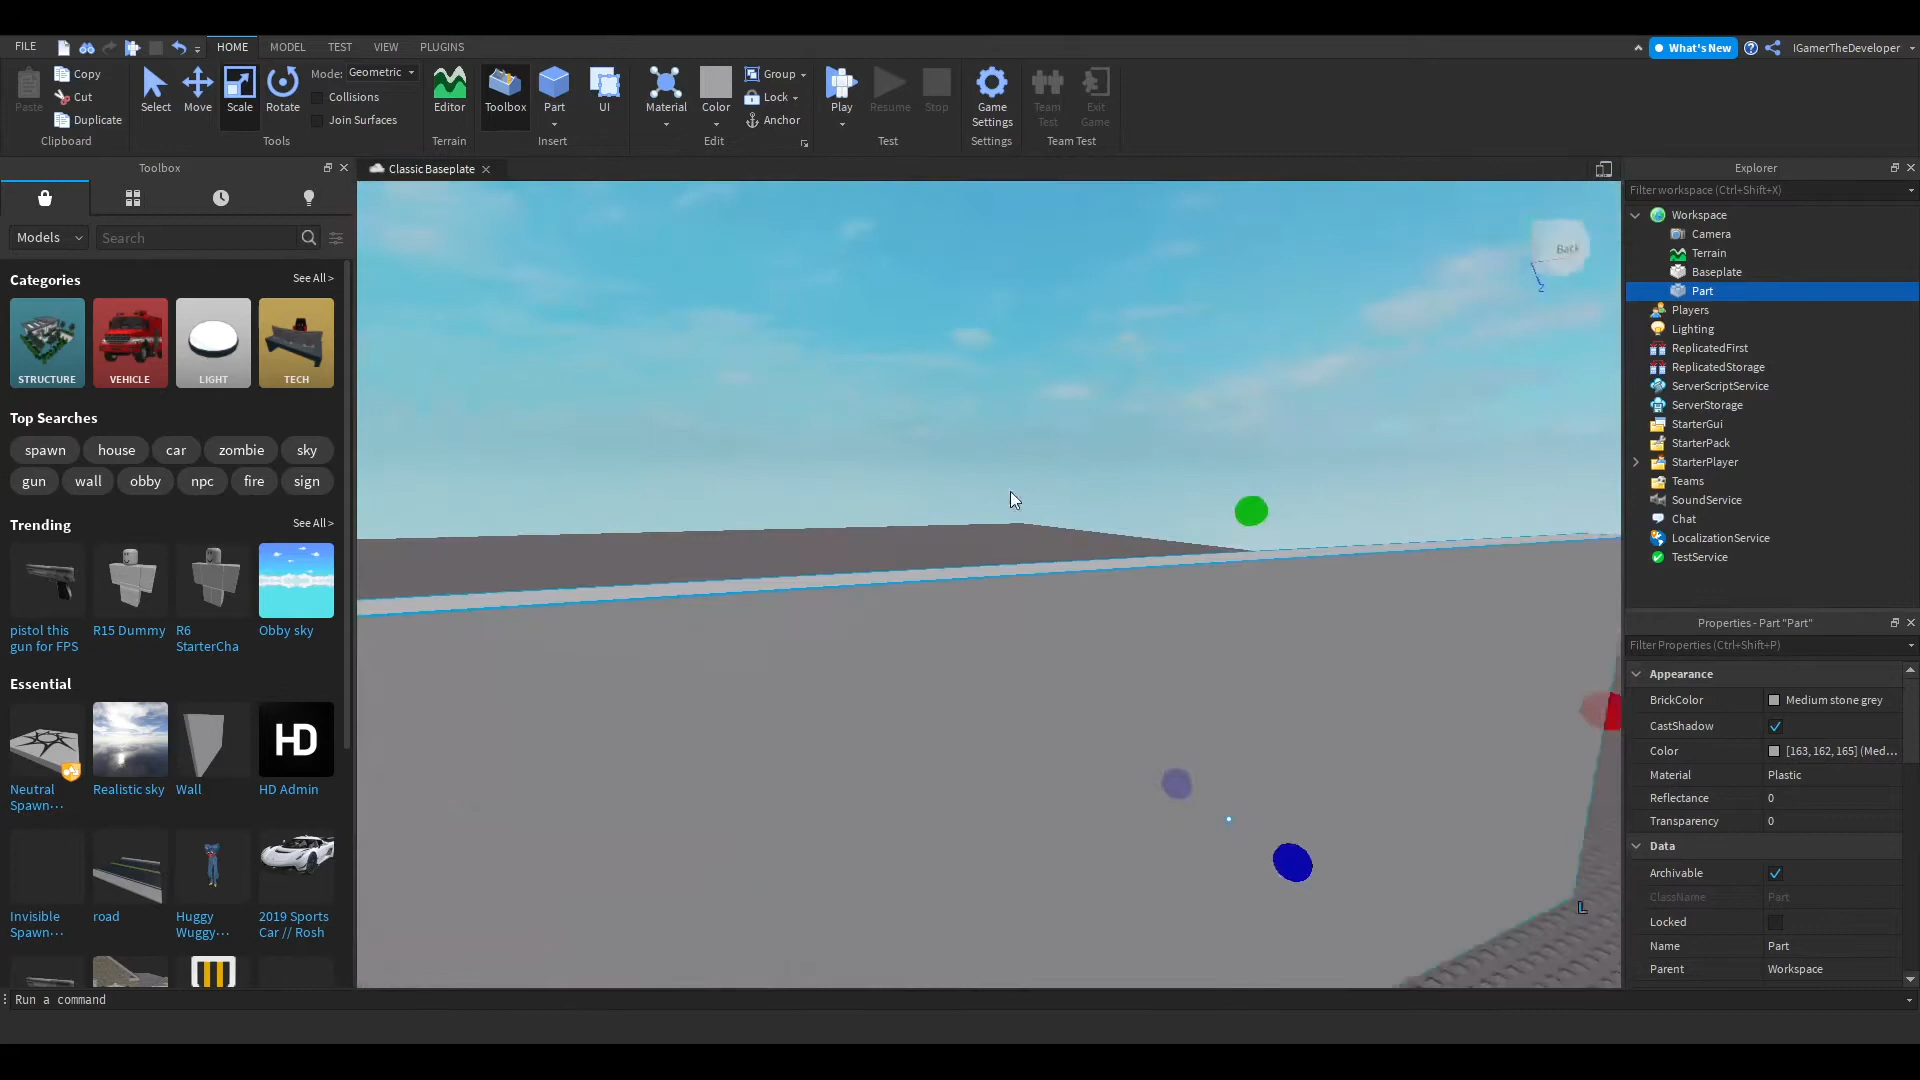 FILE
HOME
MODEL
TEST
VIEW
PLUGINS
What's New
IGamerTheDeveloper
Paste
Copy
Cut
Duplicate
Clipboard
Select
Move
Scale
Rotate
Mode: Geometric
Collisions
Join Surfaces
Tools
Editor
Terrain
Toolbox
Part
UI
Insert
Material
Color
Group
Lock
Anchor
Edit
Play
Resume
Stop
Test
Game Settings
Settings
Team Test
Exit Game
Team Test
Toolbox
Models
Search
Categories
See All >
STRUCTURE
VEHICLE
LIGHT
TECH
Top Searches
spawn
house
car
zombie
sky
gun
wall
obby
npc
fire
sign
Trending
See All >
pistol this gun for FPS
R15 Dummy
R6 StarterCha
Obby sky
Essential
HD
Neutral Spawn...
Realistic sky
Wall
HD Admin
Invisible Spawn...
road
Huggy Wuggy...
2019 Sports Car // Rosh
Classic Baseplate
Back
Z
L
Explorer
Filter workspace (Ctrl+Shift+X)
Workspace
Camera
Terrain
Baseplate
Part
Players
Lighting
ReplicatedFirst
ReplicatedStorage
ServerScriptService
ServerStorage
StarterGui
StarterPack
StarterPlayer
Teams
SoundService
Chat
LocalizationService
TestService
Properties - Part "Part"
Filter Properties (Ctrl+Shift+P)
Appearance
BrickColor Medium stone grey
CastShadow
Color [163, 162, 165] (Med...
Material Plastic
Reflectance 0
Transparency 0
Data
Archivable
ClassName Part
Locked
Name Part
Parent Workspace
Run a command